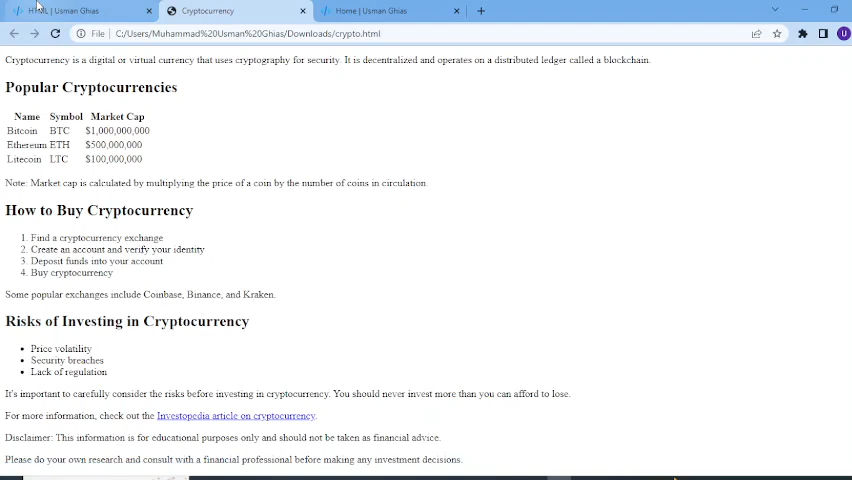 HTML | Usman Ghias
Cryptocurrency
Home | Usman Ghias
File
C:/Users/Muhammad%20Usman%20Ghias/Downloads/crypto.html
U
Cryptocurrency is a digital or virtual currency that uses cryptography for security. It is decentralized and operates on a distributed ledger called a blockchain.
Popular Cryptocurrencies
Name Symbol Market Cap
Bitcoin BTC $1,000,000,000
Ethereum ETH $500,000,000
Litecoin LTC $100,000,000
Note: Market cap is calculated by multiplying the price of a coin by the number of coins in circulation.
How to Buy Cryptocurrency
1. Find a cryptocurrency exchange
2. Create an account and verify your identity
3. Deposit funds into your account
4. Buy cryptocurrency
Some popular exchanges include Coinbase, Binance, and Kraken.
Risks of Investing in Cryptocurrency
• Price volatility
• Security breaches
• Lack of regulation
It's important to carefully consider the risks before investing in cryptocurrency. You should never invest more than you can afford to lose.
For more information, check out the Investopedia article on cryptocurrency.
Disclaimer: This information is for educational purposes only and should not be taken as financial advice.
Please do your own research and consult with a financial professional before making any investment decisions.